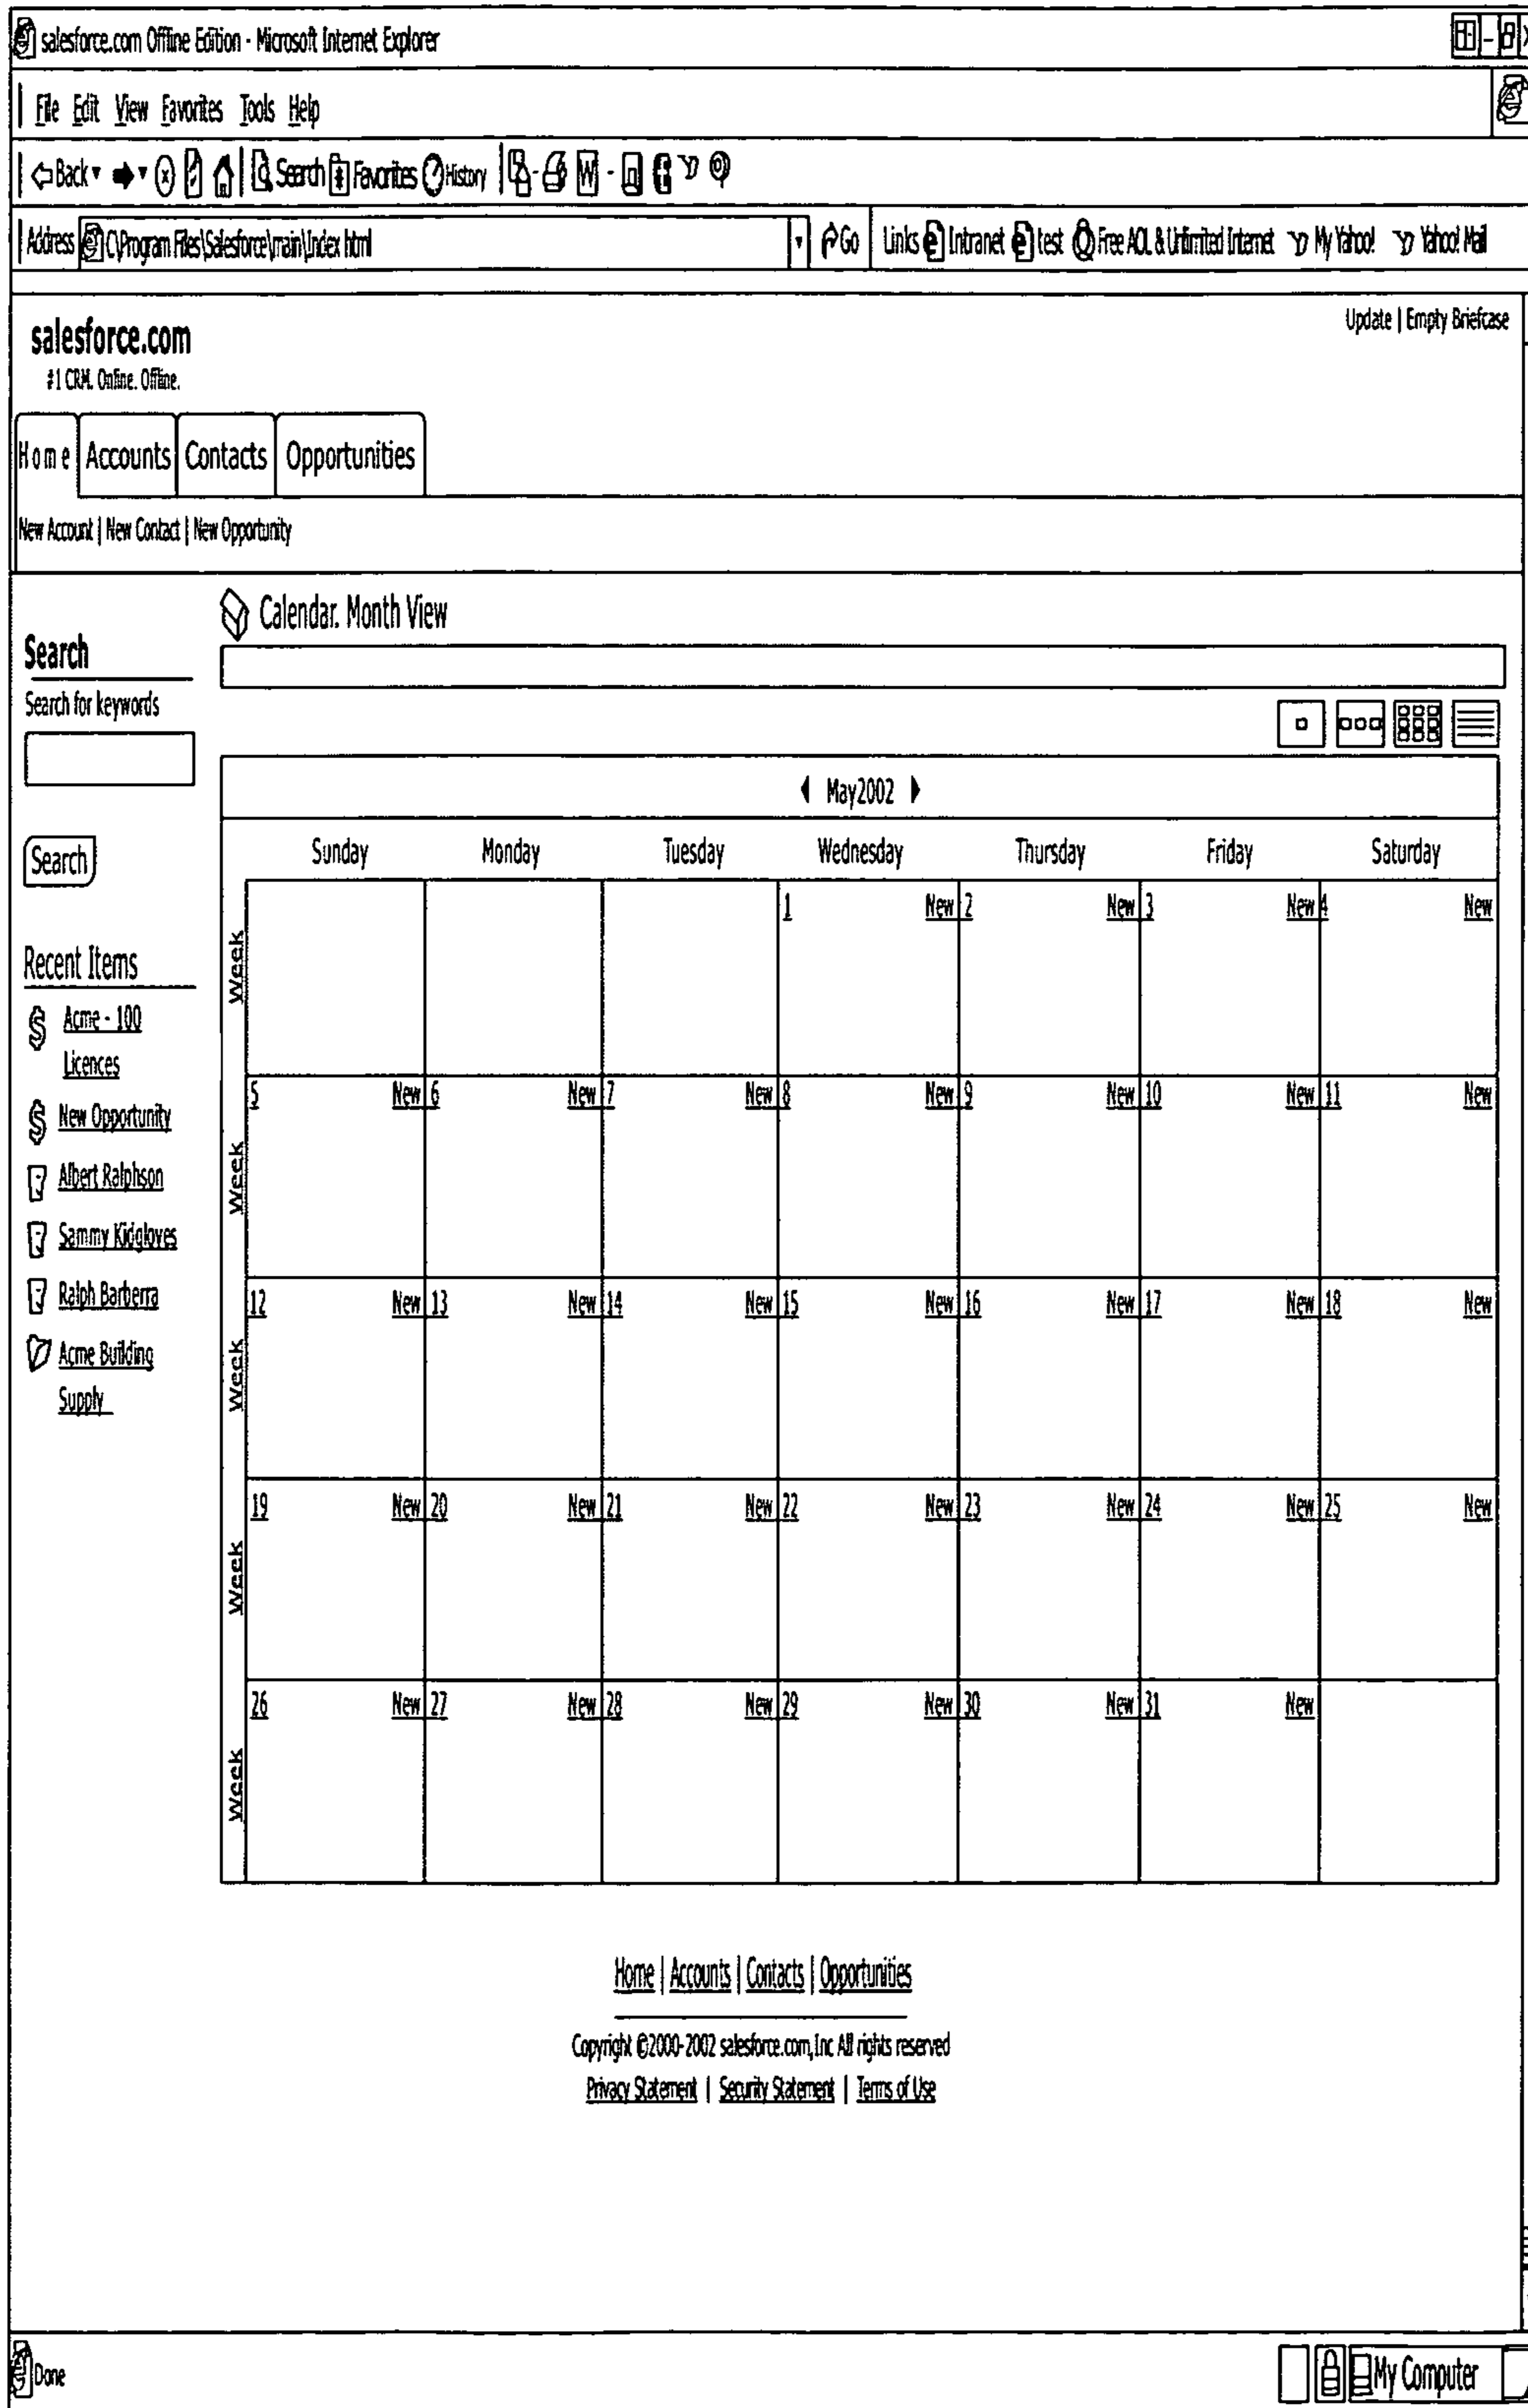 salesforce.com Offline Edition - Microsoft Internet Explorer
File Edit View Favorites Tools Help
Back Search Favorites History W
Address C\Program Files\Salesforce\main\Index html Go Links Intranet test Free AOL & Unlimited Internet My Yahoo! Yahoo! Mail
salesforce.com
Update | Empty Briefcase
#1 CRM. Online. Offline.
Home Accounts Contacts Opportunities
New Account | New Contact | New Opportunity
Calendar. Month View
Search
Search for keywords
Search
Recent Items
Acme - 100
Licences
New Opportunity
Albert Ralphson
Sammy Kidgloves
Ralph Barberra
Acme Building
Supply
May2002
Sunday Monday Tuesday Wednesday Thursday Friday Saturday
Week
1 New 2 New 3 New 4 New
Week
5 New 6 New 7 New 8 New 9 New 10 New 11 New
Week
12 New 13 New 14 New 15 New 16 New 17 New 18 New
Week
19 New 20 New 21 New 22 New 23 New 24 New 25 New
Week
26 New 27 New 28 New 29 New 30 New 31 New
Home | Accounts | Contacts | Opportunities
Copyright ©2000-2002 salesforce.com,Inc All rights reserved
Privacy Statement | Security Statement | Terms of Use
Done
My Computer